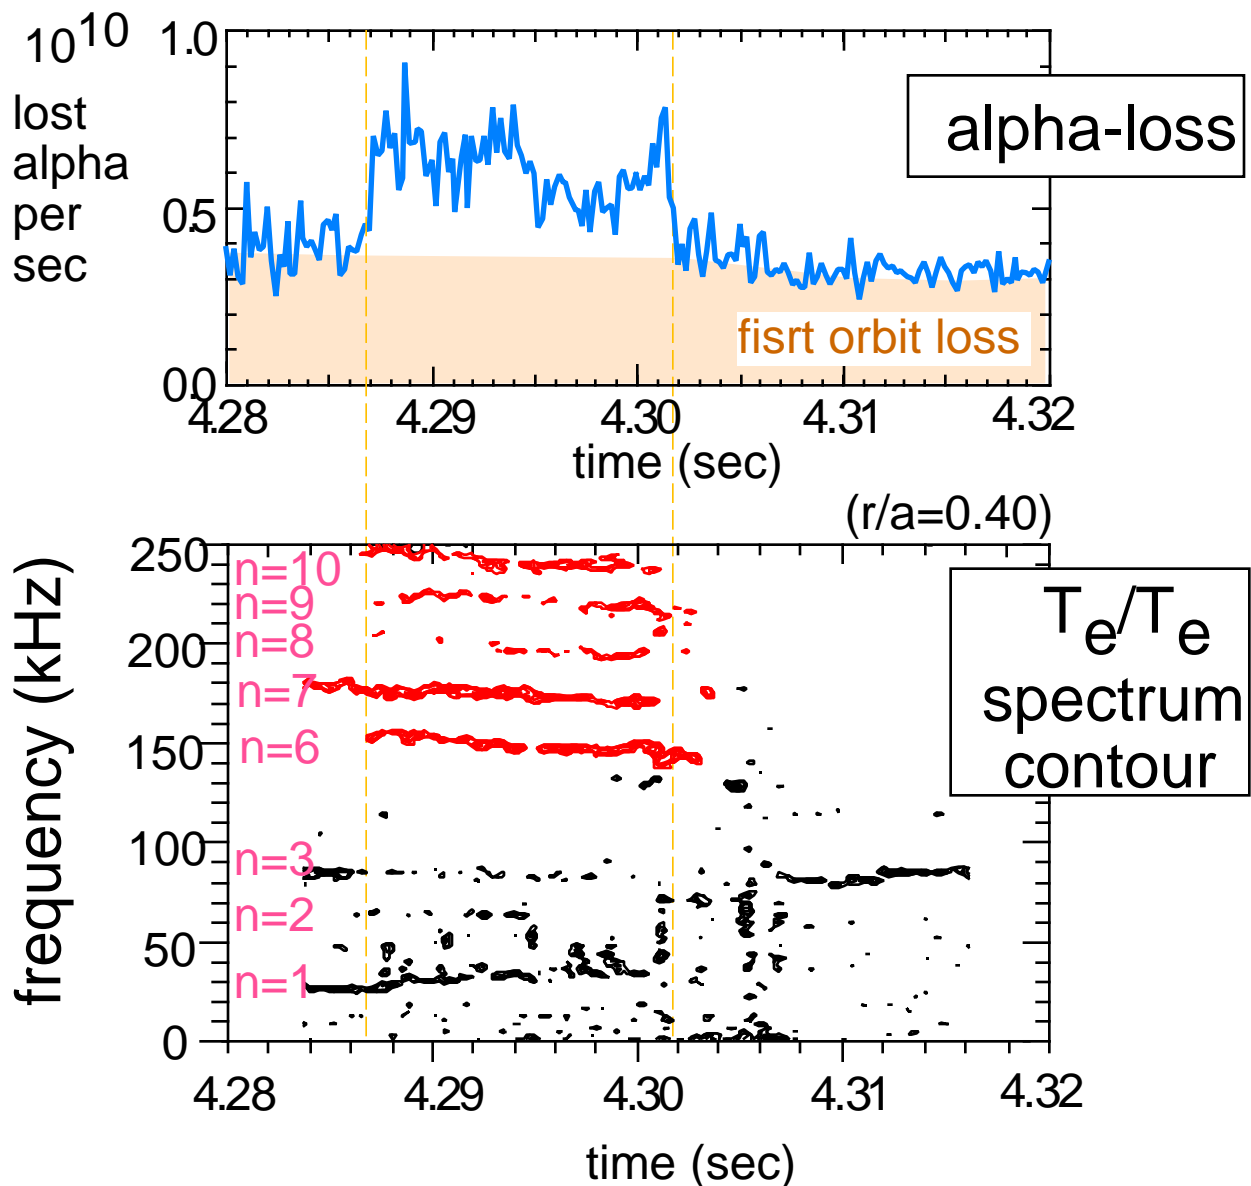 10^10
lost
alpha
per
sec
1.0
0.5
0.0
alpha-loss
fisrt orbit loss
4.28 4.29 4.30 4.31 4.32
time (sec)
(r/a=0.40)
frequency (kHz)
250
200
150
100
50
0
n=10
n=9
n=8
n=7
n=6
n=3
n=2
n=1
Te/Te
spectrum
contour
4.28 4.29 4.30 4.31 4.32
time (sec)